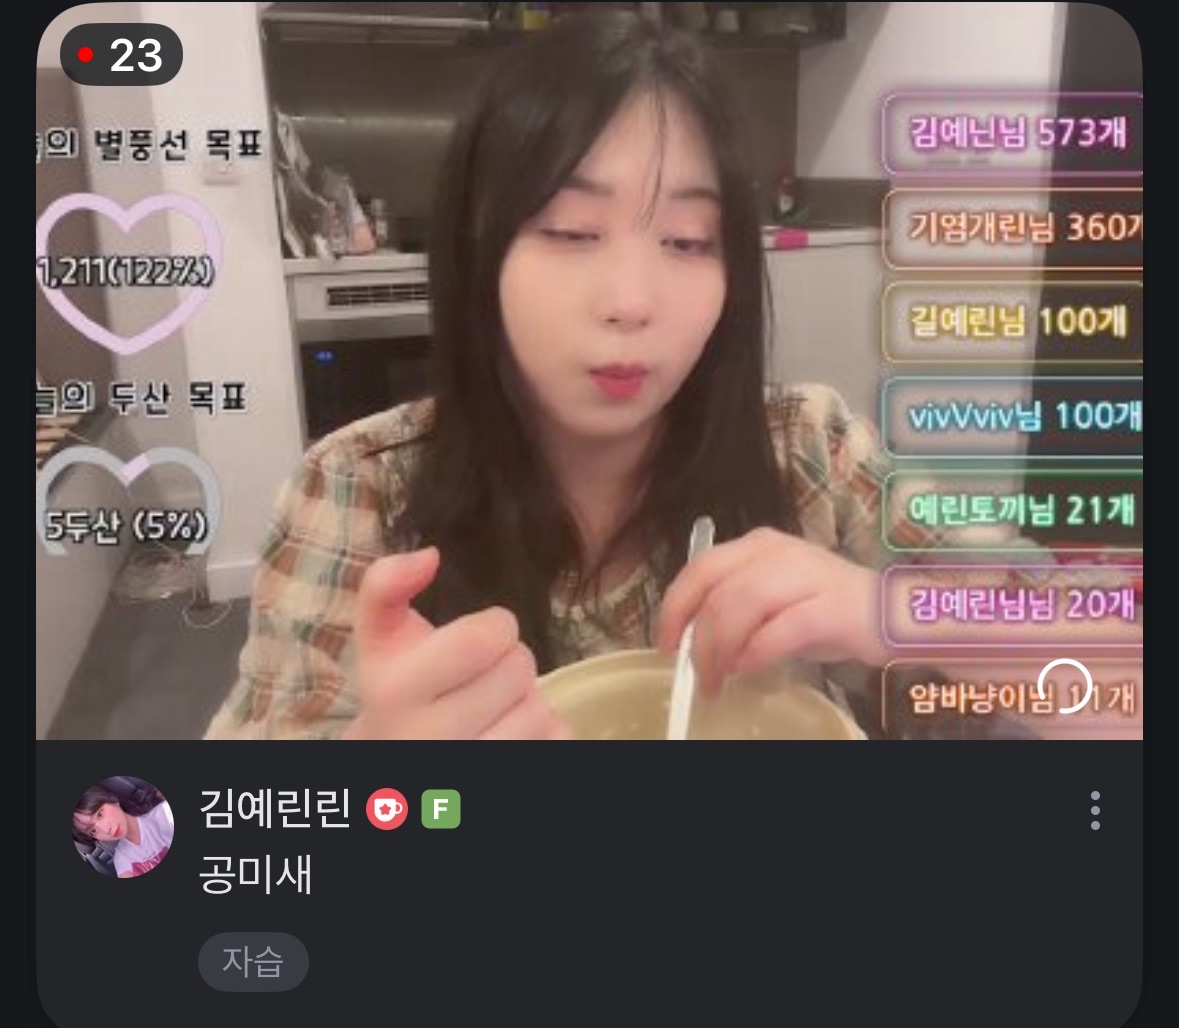 23
늘의 별풍선 목표
1,211(122%)
늘의 두산 목표
5두산 (5%)
김예닌님 573개
기염개린님 360개
길예린님 100개
vivVviv님 100개
예린토끼님 21개
김예린님님 20개
얌바냥이님 11개
김예린린
F
공미새
자습